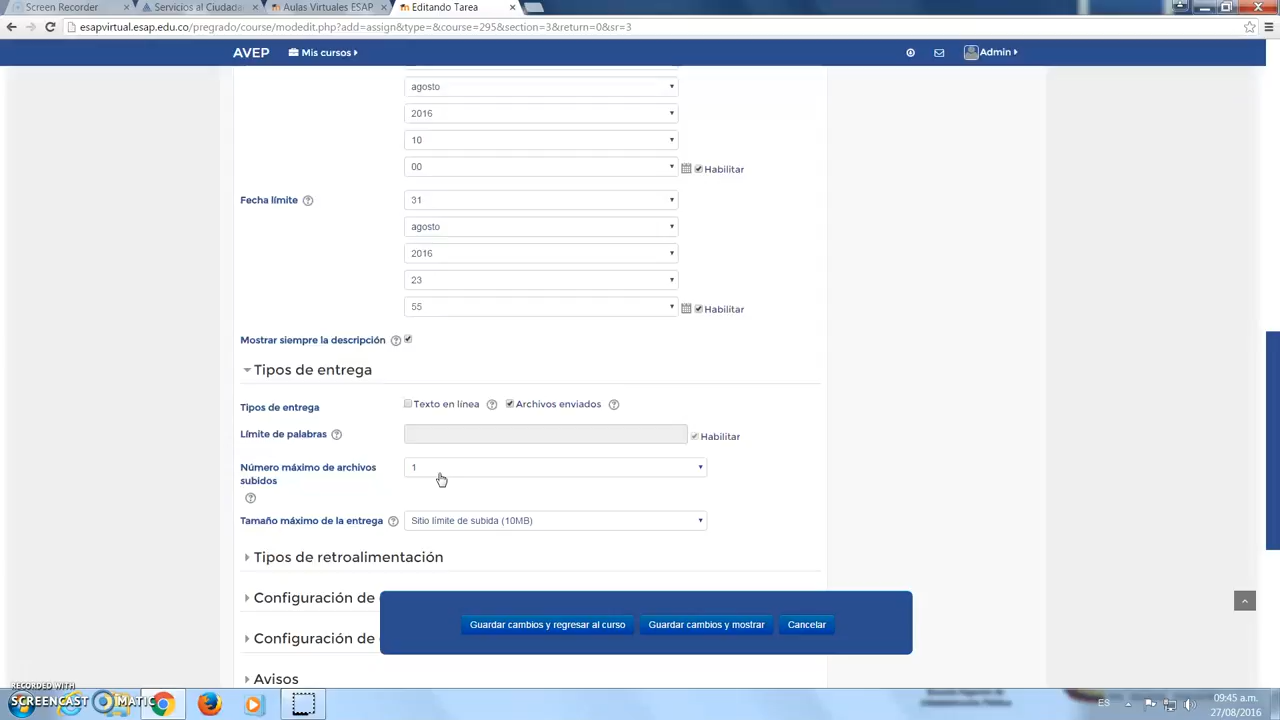 Screen Recorder
Servicios al Ciudada
Aulas Virtuales ESAP
Editando Tarea
esapvirtual.esap.edu.co/pregrado/course/modedit.php?add=assign&type=&course=295&section=3&return=0&sr=3
AVEP
Mis cursos
Admin
agosto
2016
10
00
Habilitar
Fecha límite
31
agosto
2016
23
55
Habilitar
Mostrar siempre la descripción
Tipos de entrega
Tipos de entrega
Texto en línea
Archivos enviados
Límite de palabras
Habilitar
Número máximo de archivos
subidos
1
Tamaño máximo de la entrega
Sitio límite de subida (10MB)
Tipos de retroalimentación
Configuración de
Guardar cambios y regresar al curso
Guardar cambios y mostrar
Cancelar
Configuración de
Avisos
RECORDED WITH
SCREENCAST MATIC
ES
09:45 a.m.
27/08/2016